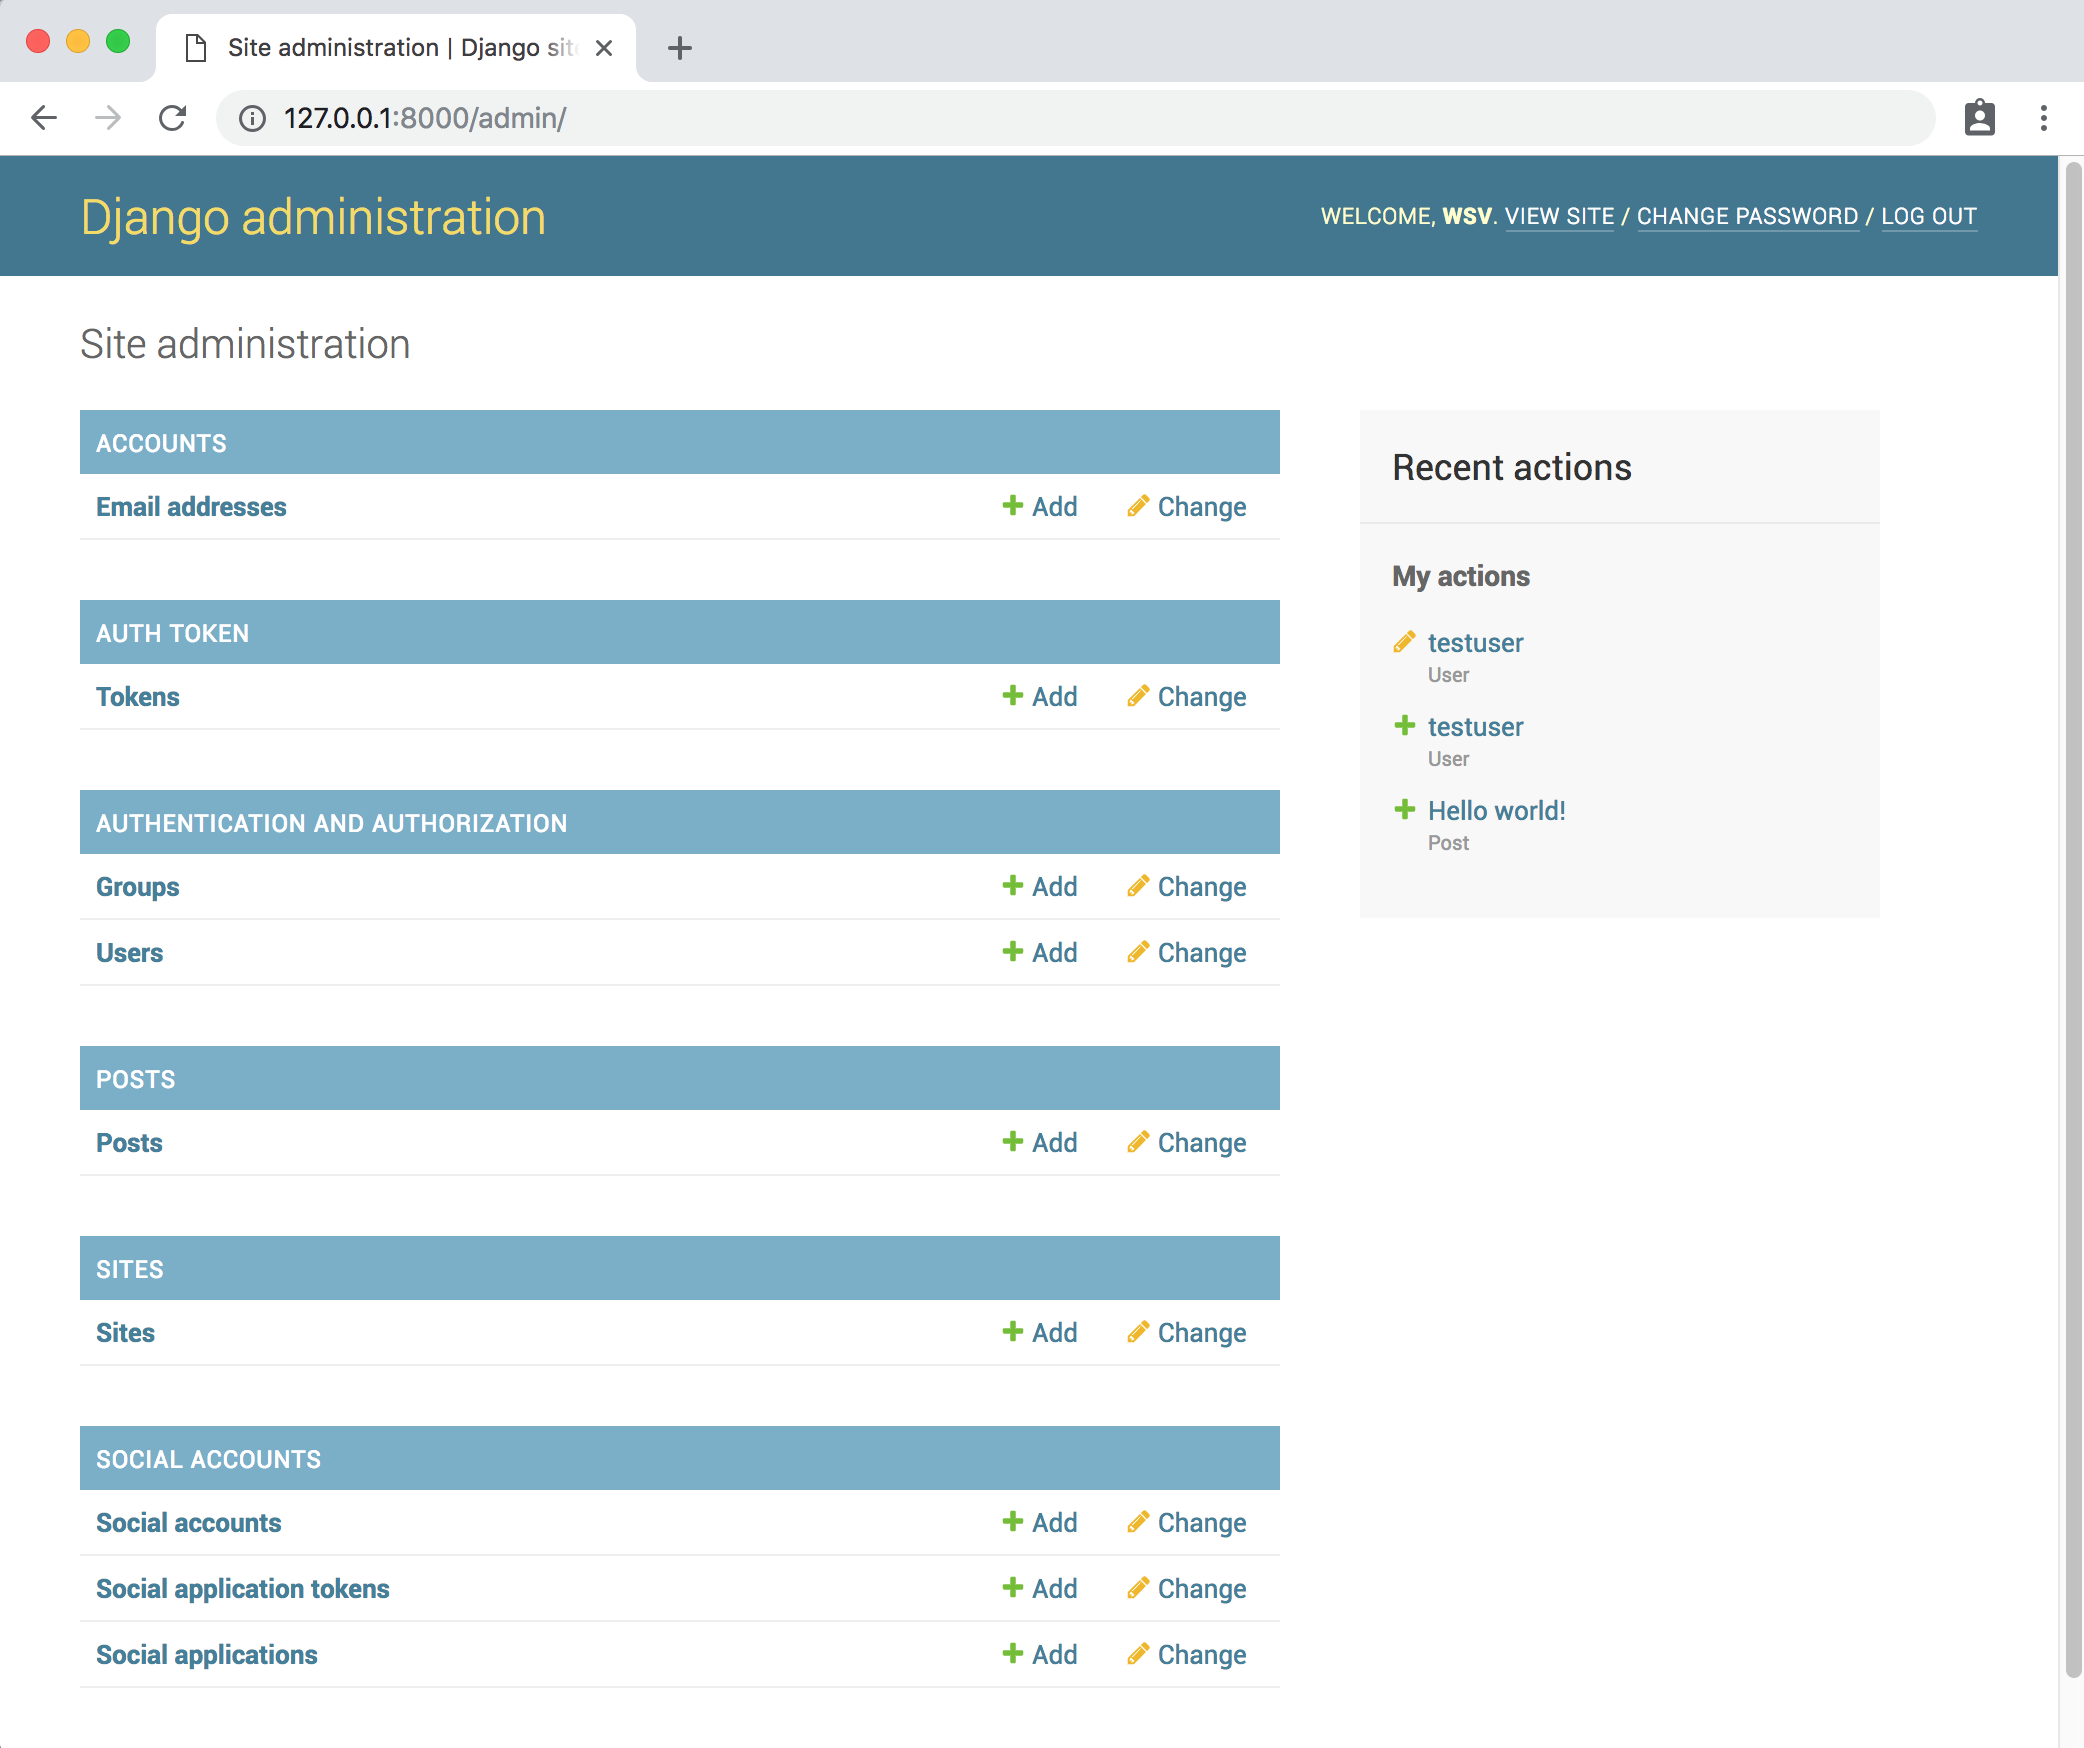 Site administration | Django sit
127.0.0.1:8000/admin/
Django administration
WELCOME, WSV. VIEW SITE / CHANGE PASSWORD / LOG OUT
Site administration
ACCOUNTS
Email addresses Add Change
AUTH TOKEN
Tokens Add Change
AUTHENTICATION AND AUTHORIZATION
Groups Add Change
Users Add Change
POSTS
Posts Add Change
SITES
Sites Add Change
SOCIAL ACCOUNTS
Social accounts Add Change
Social application tokens Add Change
Social applications Add Change
Recent actions
My actions
testuser
User
testuser
User
Hello world!
Post